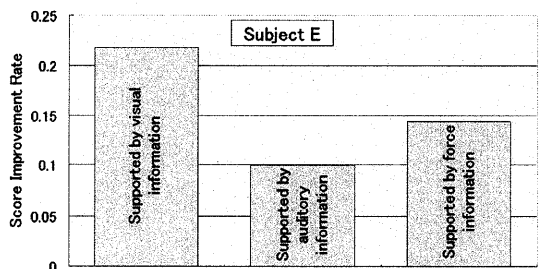 Subject E
Score Improvement Rate
0.25
0.2
0.15
0.1
0.05
0
Supported by visual
information
Supported by
auditory
information
Supported by force
information